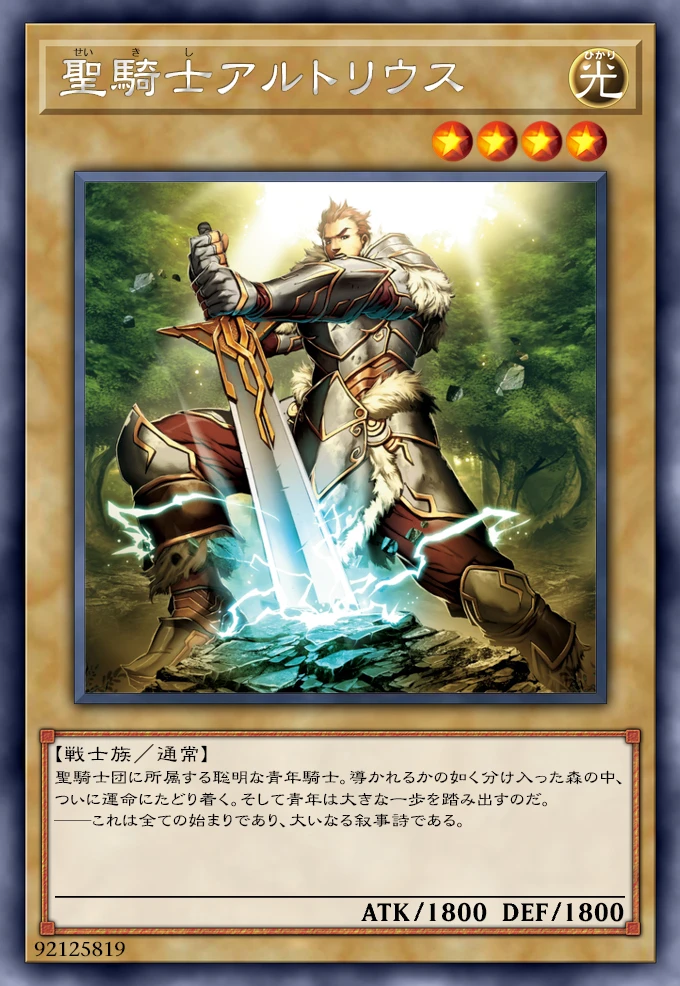 せいきし
聖騎士アルトリウス
ひかり
光
【戦士族／通常】
聖騎士団に所属する聡明な青年騎士。導かれるかの如く分け入った森の中、
ついに運命にたどり着く。そして青年は大きな一歩を踏み出すのだ。
──これは全ての始まりであり、大いなる叙事詩である。
ATK/1800 DEF/1800
92125819